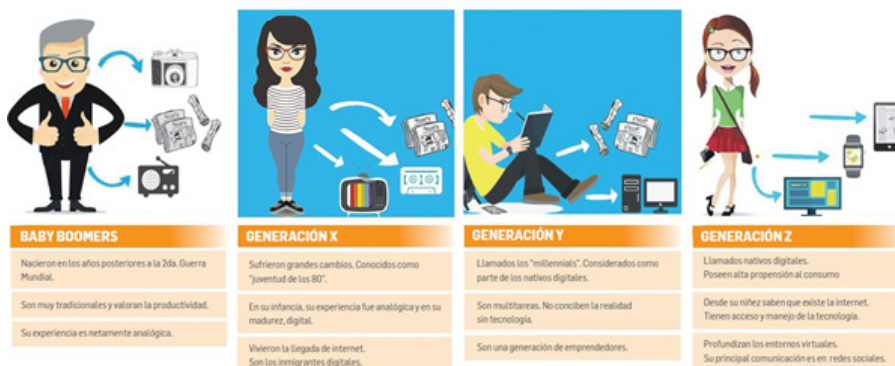 BABY BOOMERS
Nacieron en los años posteriores a la 2da. Guerra
Mundial.
Son muy tradicionales y valoran la productividad.
Su experiencia es netamente analógica.
GENERACIÓN X
Sufrieron grandes cambios. Conocidos como
"juventud de los 80".
En su infancia, su experiencia fue analógica y en su
madurez, digital.
Vivieron la llegada de internet.
Son los inmigrantes digitales.
GENERACIÓN Y
Llamados los "millennials". Considerados como
parte de los nativos digitales.
Son multitareas. No conciben la realidad
sin tecnología.
Son una generación de emprendedores.
GENERACIÓN Z
Llamados nativos digitales.
Poseen alta propensión al consumo
Desde su niñez saben que existe la internet.
Tienen acceso y manejo de la tecnología.
Profundizan los entornos virtuales.
Su principal comunicación es en redes sociales.